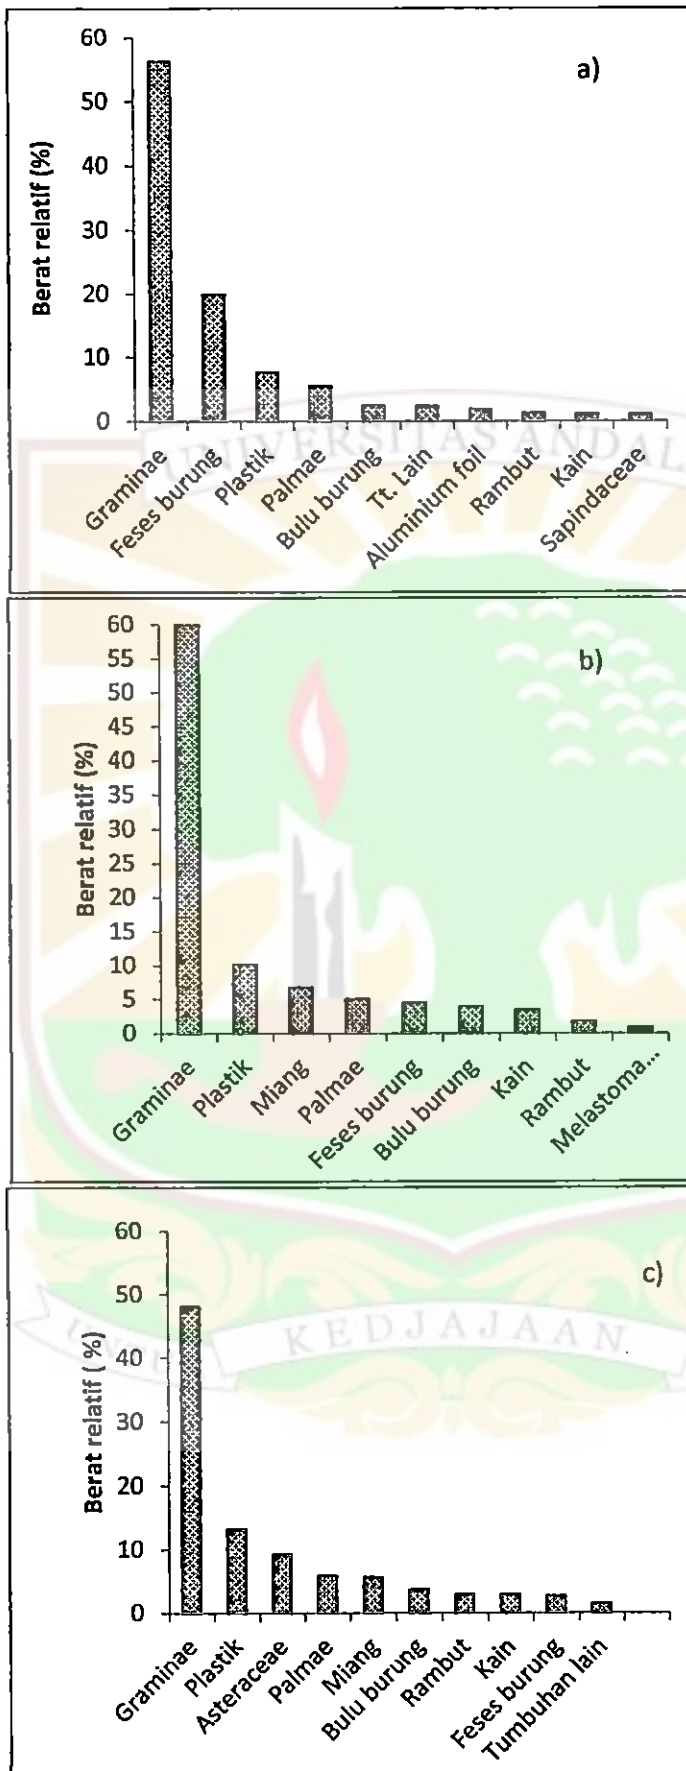 a)
Berat relatif (%)
60
50
40
30
20
10
0
Graminae
Feses burung
Plastik
Palmae
Bulu burung
Tt. Lain
Aluminium foil
Rambut
Kain
Sapindaceae
UNIVERSITAS ANDAL
b)
Berat relatif (%)
60
55
50
45
40
35
30
25
20
15
10
5
0
Graminae
Plastik
Miang
Palmae
Feses burung
Bulu burung
Kain
Rambut
Melastoma...
c)
Berat relatif ( %)
60
50
40
30
20
10
0
Graminae
Plastik
Asteraceae
Palmae
Miang
Bulu burung
Rambut
Kain
Feses burung
Tumbuhan lain
KEDJAJAAN